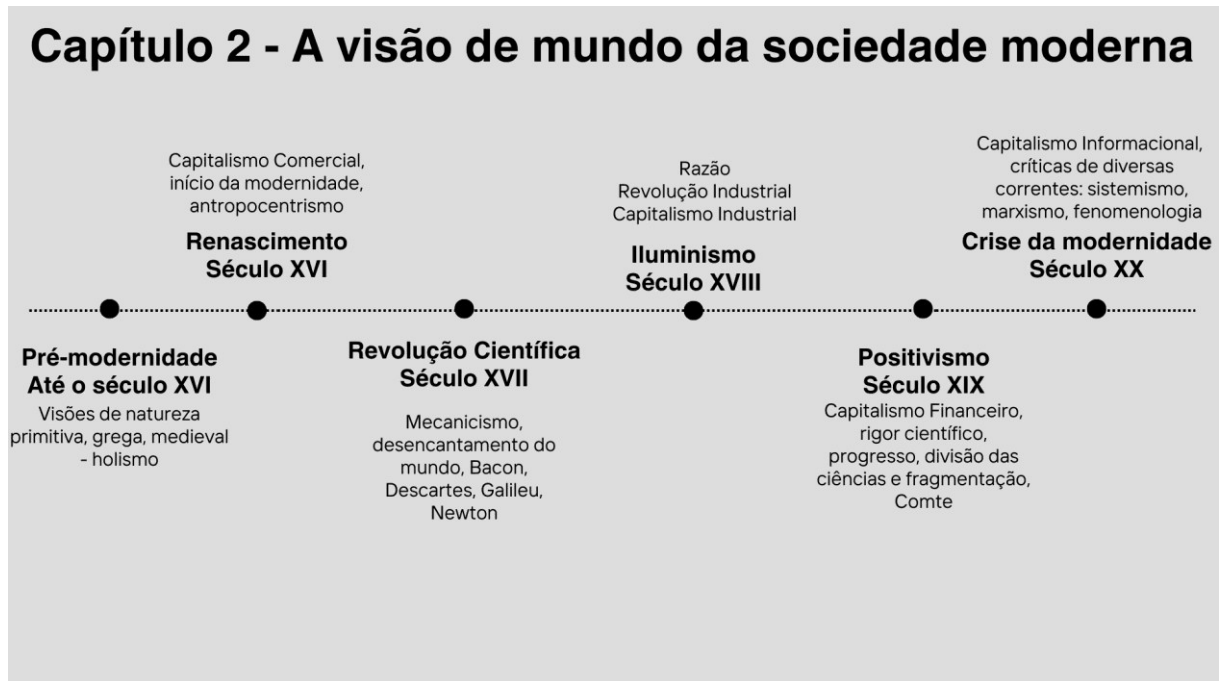 Capítulo 2 - A visão de mundo da sociedade moderna
Capitalismo Comercial,
início da modernidade,
antropocentrismo
Renascimento
Século XVI
Razão
Revolução Industrial
Capitalismo Industrial
Iluminismo
Século XVIII
Capitalismo Informacional,
críticas de diversas
correntes: sistemismo,
marxismo, fenomenologia
Crise da modernidade
Século XX
Pré-modernidade
Até o século XVI
Visões de natureza
primitiva, grega, medieval
- holismo
Revolução Científica
Século XVII
Mecanicismo,
desencantamento do
mundo, Bacon,
Descartes, Galileu,
Newton
Positivismo
Século XIX
Capitalismo Financeiro,
rigor científico,
progresso, divisão das
ciências e fragmentação,
Comte